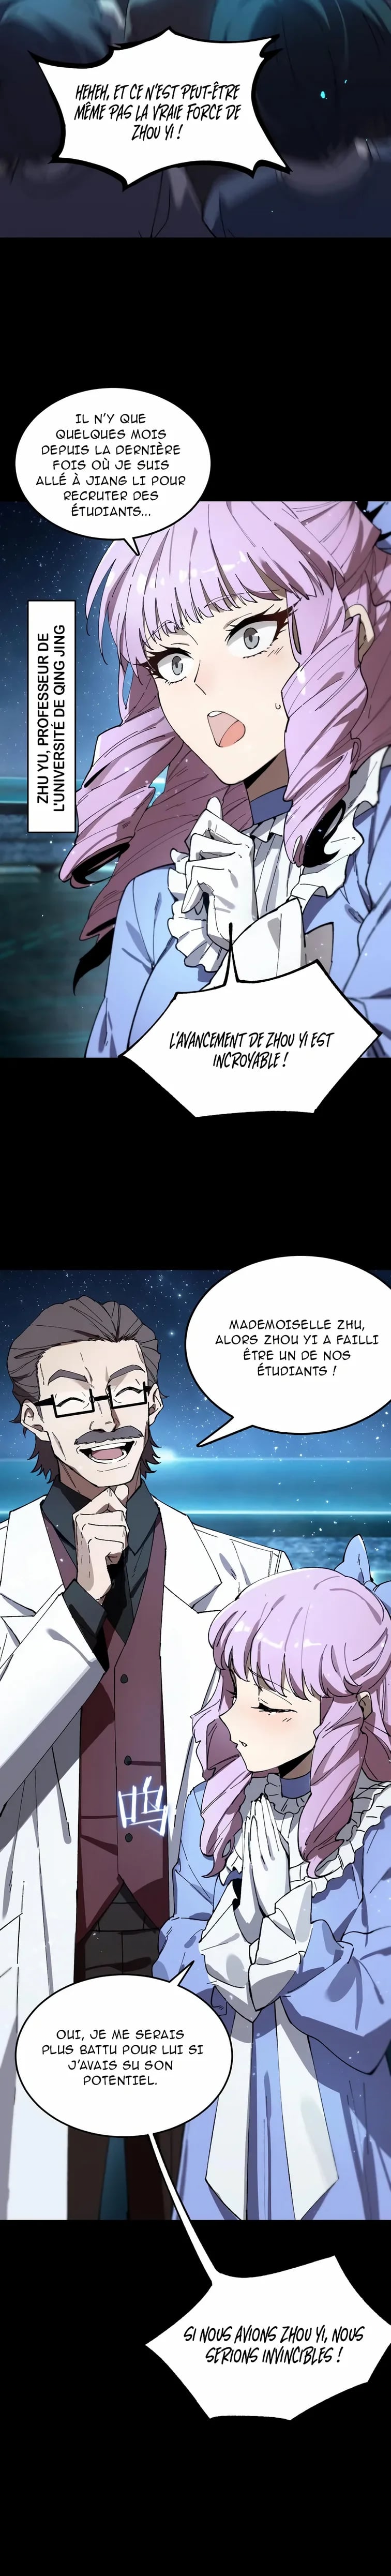 HEHEH, ET CE N'EST PEUT-ÊTRE
MÊME PAS LA VRAIE FORCE DE
ZHOU YI !
IL N'Y QUE
QUELQUES MOIS
DEPUIS LA DERNIÈRE
FOIS OÙ JE SUIS
ALLÉ À JIANG LI POUR
RECRUTER DES
ÉTUDIANTS...
ZHU YU, PROFESSEUR DE
L'UNIVERSITÉ DE QING JING
L'AVANCEMENT DE ZHOU YI EST
INCROYABLE !
MADEMOISELLE ZHU,
ALORS ZHOU YI A FAILLI
ÊTRE UN DE NOS
ÉTUDIANTS !
呜
OUI, JE ME SERAIS
PLUS BATTU POUR LUI SI
J'AVAIS SU SON
POTENTIEL.
SI NOUS AVIONS ZHOU YI, NOUS
SERIONS INVINCIBLES !